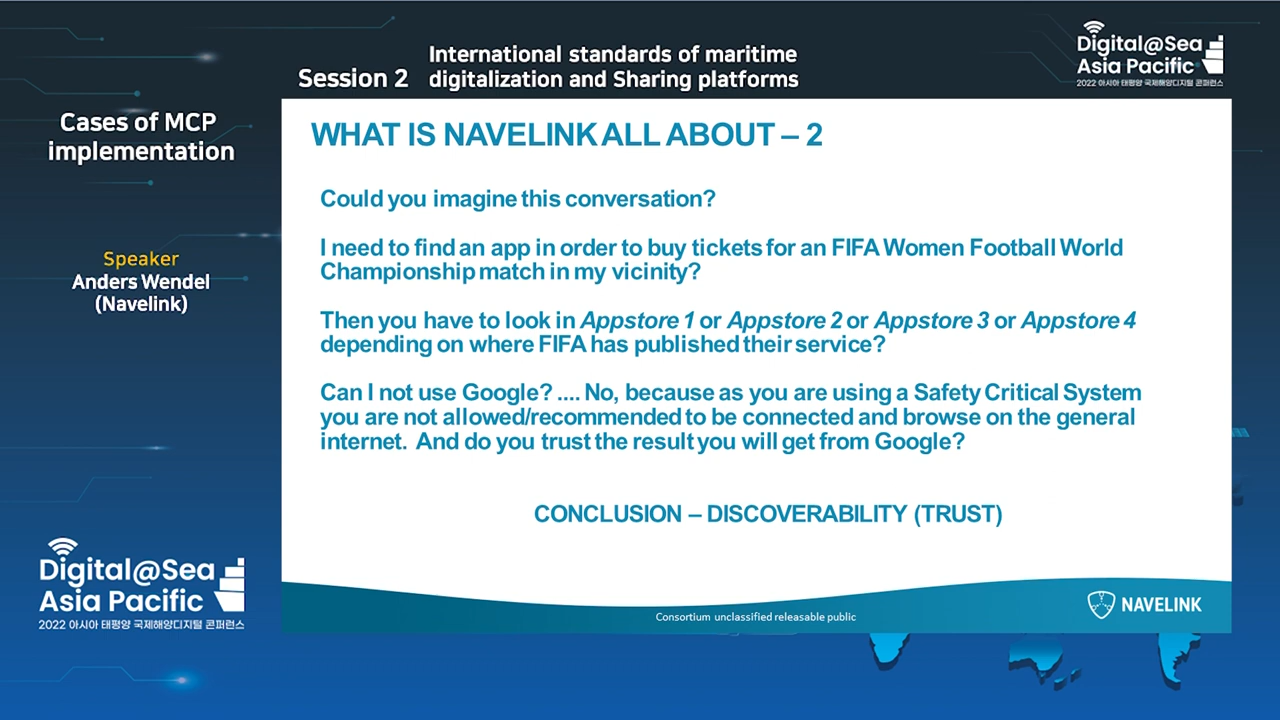 International standards of maritime
Session 2 digitalization and Sharing platforms
Digital@Sea
Asia Pacific
2022 아시아 태평양 국제해양디지털 콘퍼런스
Cases of MCP
implementation
Speaker
Anders Wendel
(Navelink)
WHAT IS NAVELINK ALL ABOUT – 2
Could you imagine this conversation?
I need to find an app in order to buy tickets for an FIFA Women Football World
Championship match in my vicinity?
Then you have to look in Appstore 1 or Appstore 2 or Appstore 3 or Appstore 4
depending on where FIFA has published their service?
Can I not use Google? .... No, because as you are using a Safety Critical System
you are not allowed/recommended to be connected and browse on the general
internet. And do you trust the result you will get from Google?
CONCLUSION – DISCOVERABILITY (TRUST)
Consortium unclassified releasable public
NAVELINK
Digital@Sea
Asia Pacific
2022 아시아 태평양 국제해양디지털 콘퍼런스